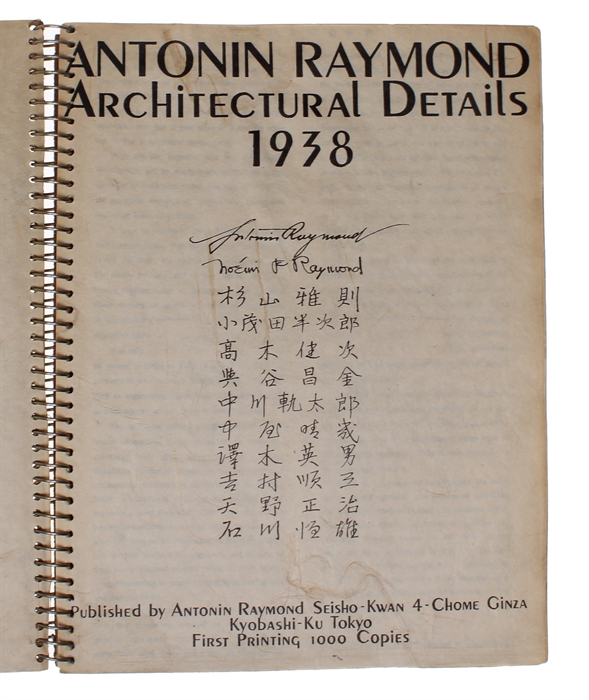 ANTONIN RAYMOND
ARCHITECTURAL DETAILS
1938
Antonin Raymond
Noémi P Raymond
杉山雅則
小茂田半次郎
高木健次
谷昌金
中川軌太郎
中屋晴
澤木英男
吉村順三
天野正治
石川恒雄
Published by ANTONIN RAYMOND SEISHO-KWAN 4-CHOME GINZA
KYOBASHI-KU TOKYO
FIRST PRINTING 1000 COPIES